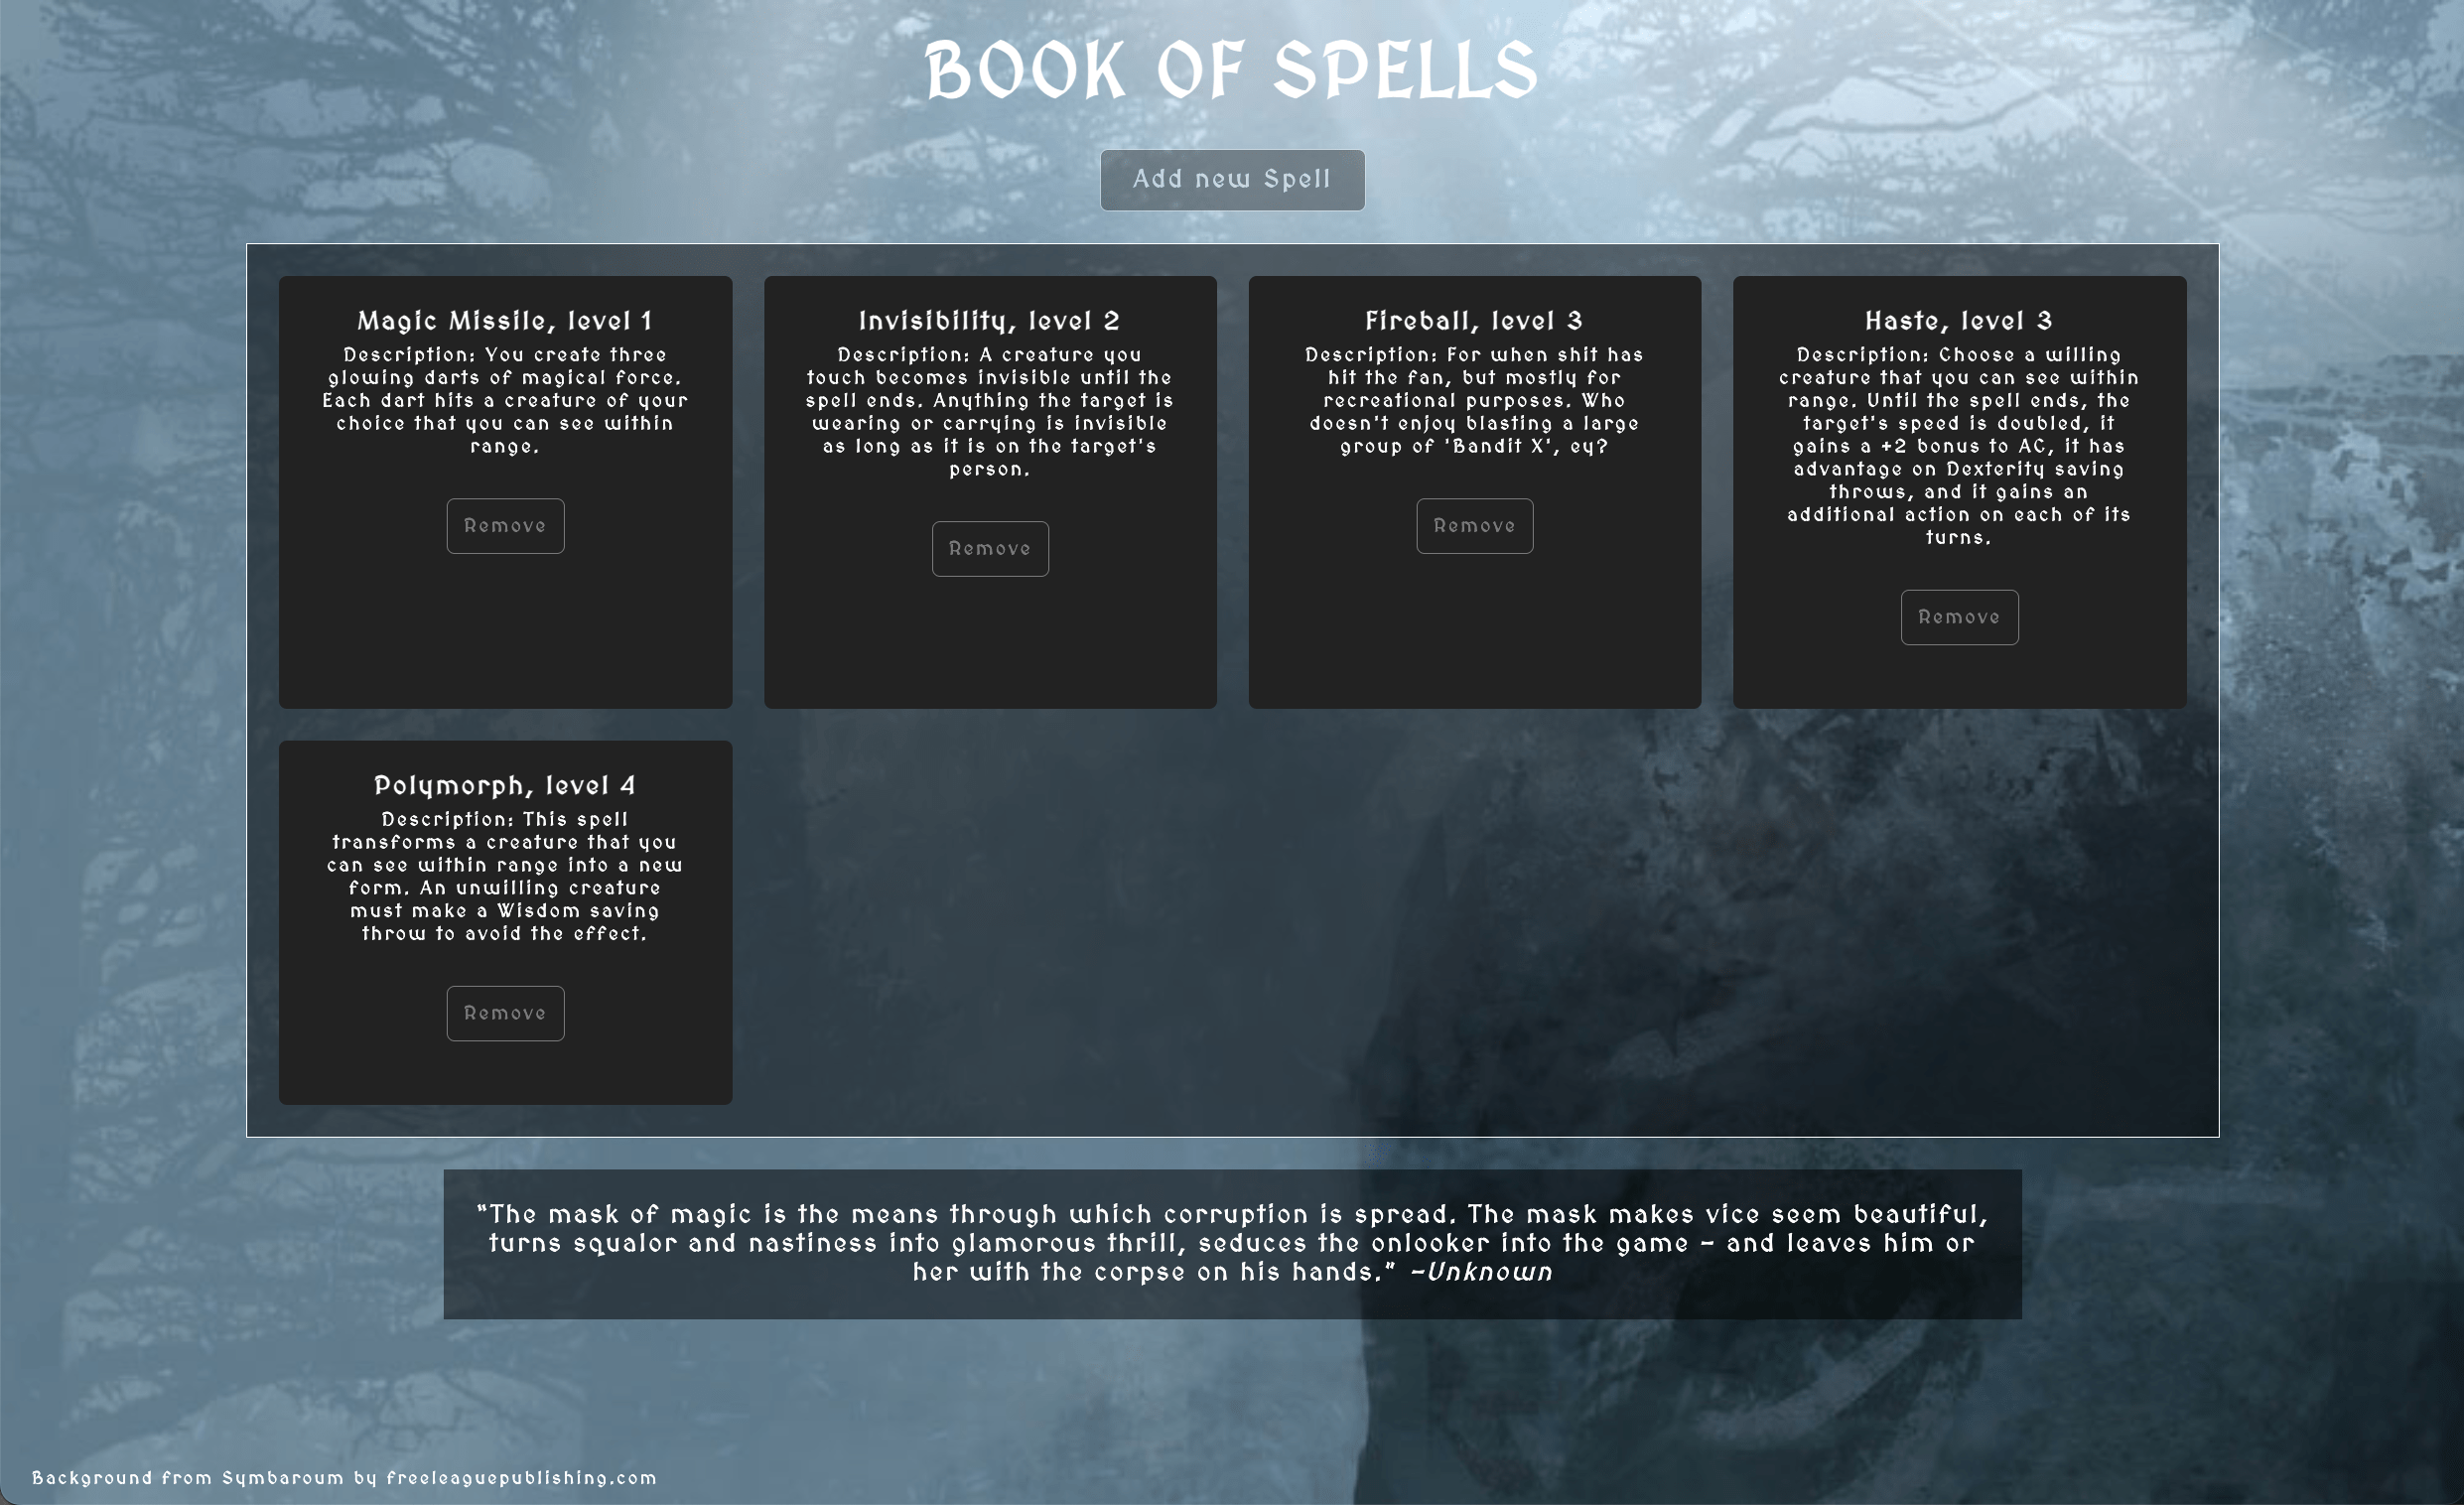 BOOK OF SPELLS
Add new Spell
Magic Missile, level 1
Description: You create three
glowing darts of magical force.
Each dart hits a creature of your
choice that you can see within
range.
Remove
Invisibility, level 2
Description: A creature you
touch becomes invisible until the
spell ends. Anything the target is
wearing or carrying is invisible
as long as it is on the target's
person.
Remove
Fireball, level 3
Description: For when shit has
hit the fan, but mostly for
recreational purposes. Who
doesn't enjoy blasting a large
group of 'Bandit X', ey?
Remove
Haste, level 3
Description: Choose a willing
creature that you can see within
range. Until the spell ends, the
target's speed is doubled, it
gains a +2 bonus to AC, it has
advantage on Dexterity saving
throws, and it gains an
additional action on each of its
turns.
Remove
Polymorph, level 4
Description: This spell
transforms a creature that you
can see within range into a new
form. An unwilling creature
must make a Wisdom saving
throw to avoid the effect.
Remove
"The mask of magic is the means through which corruption is spread. The mask makes vice seem beautiful,
turns squalor and nastiness into glamorous thrill, seduces the onlooker into the game - and leaves him or
her with the corpse on his hands." -Unknown
Background from Symbaroum by freeleaguepublishing.com